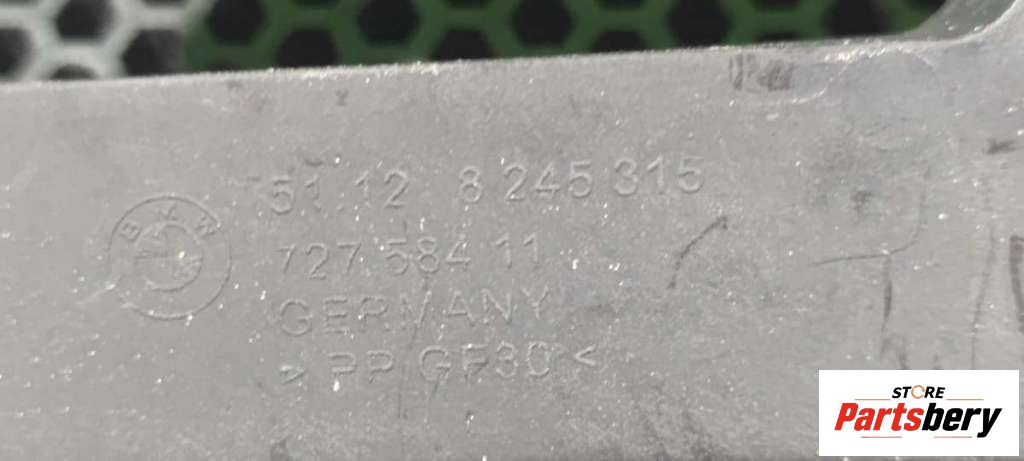 51.12 8 245 315
BMW
727 584 11
GERMANY
> PP GF30 <
STORE
Partsbery